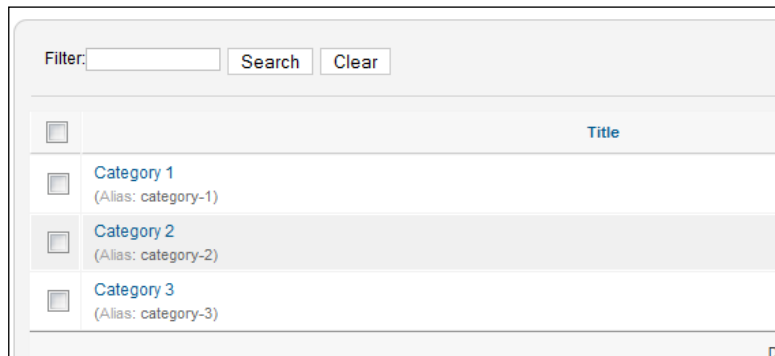 Filter: Search Clear
Title
Category 1
(Alias: category-1)
Category 2
(Alias: category-2)
Category 3
(Alias: category-3)